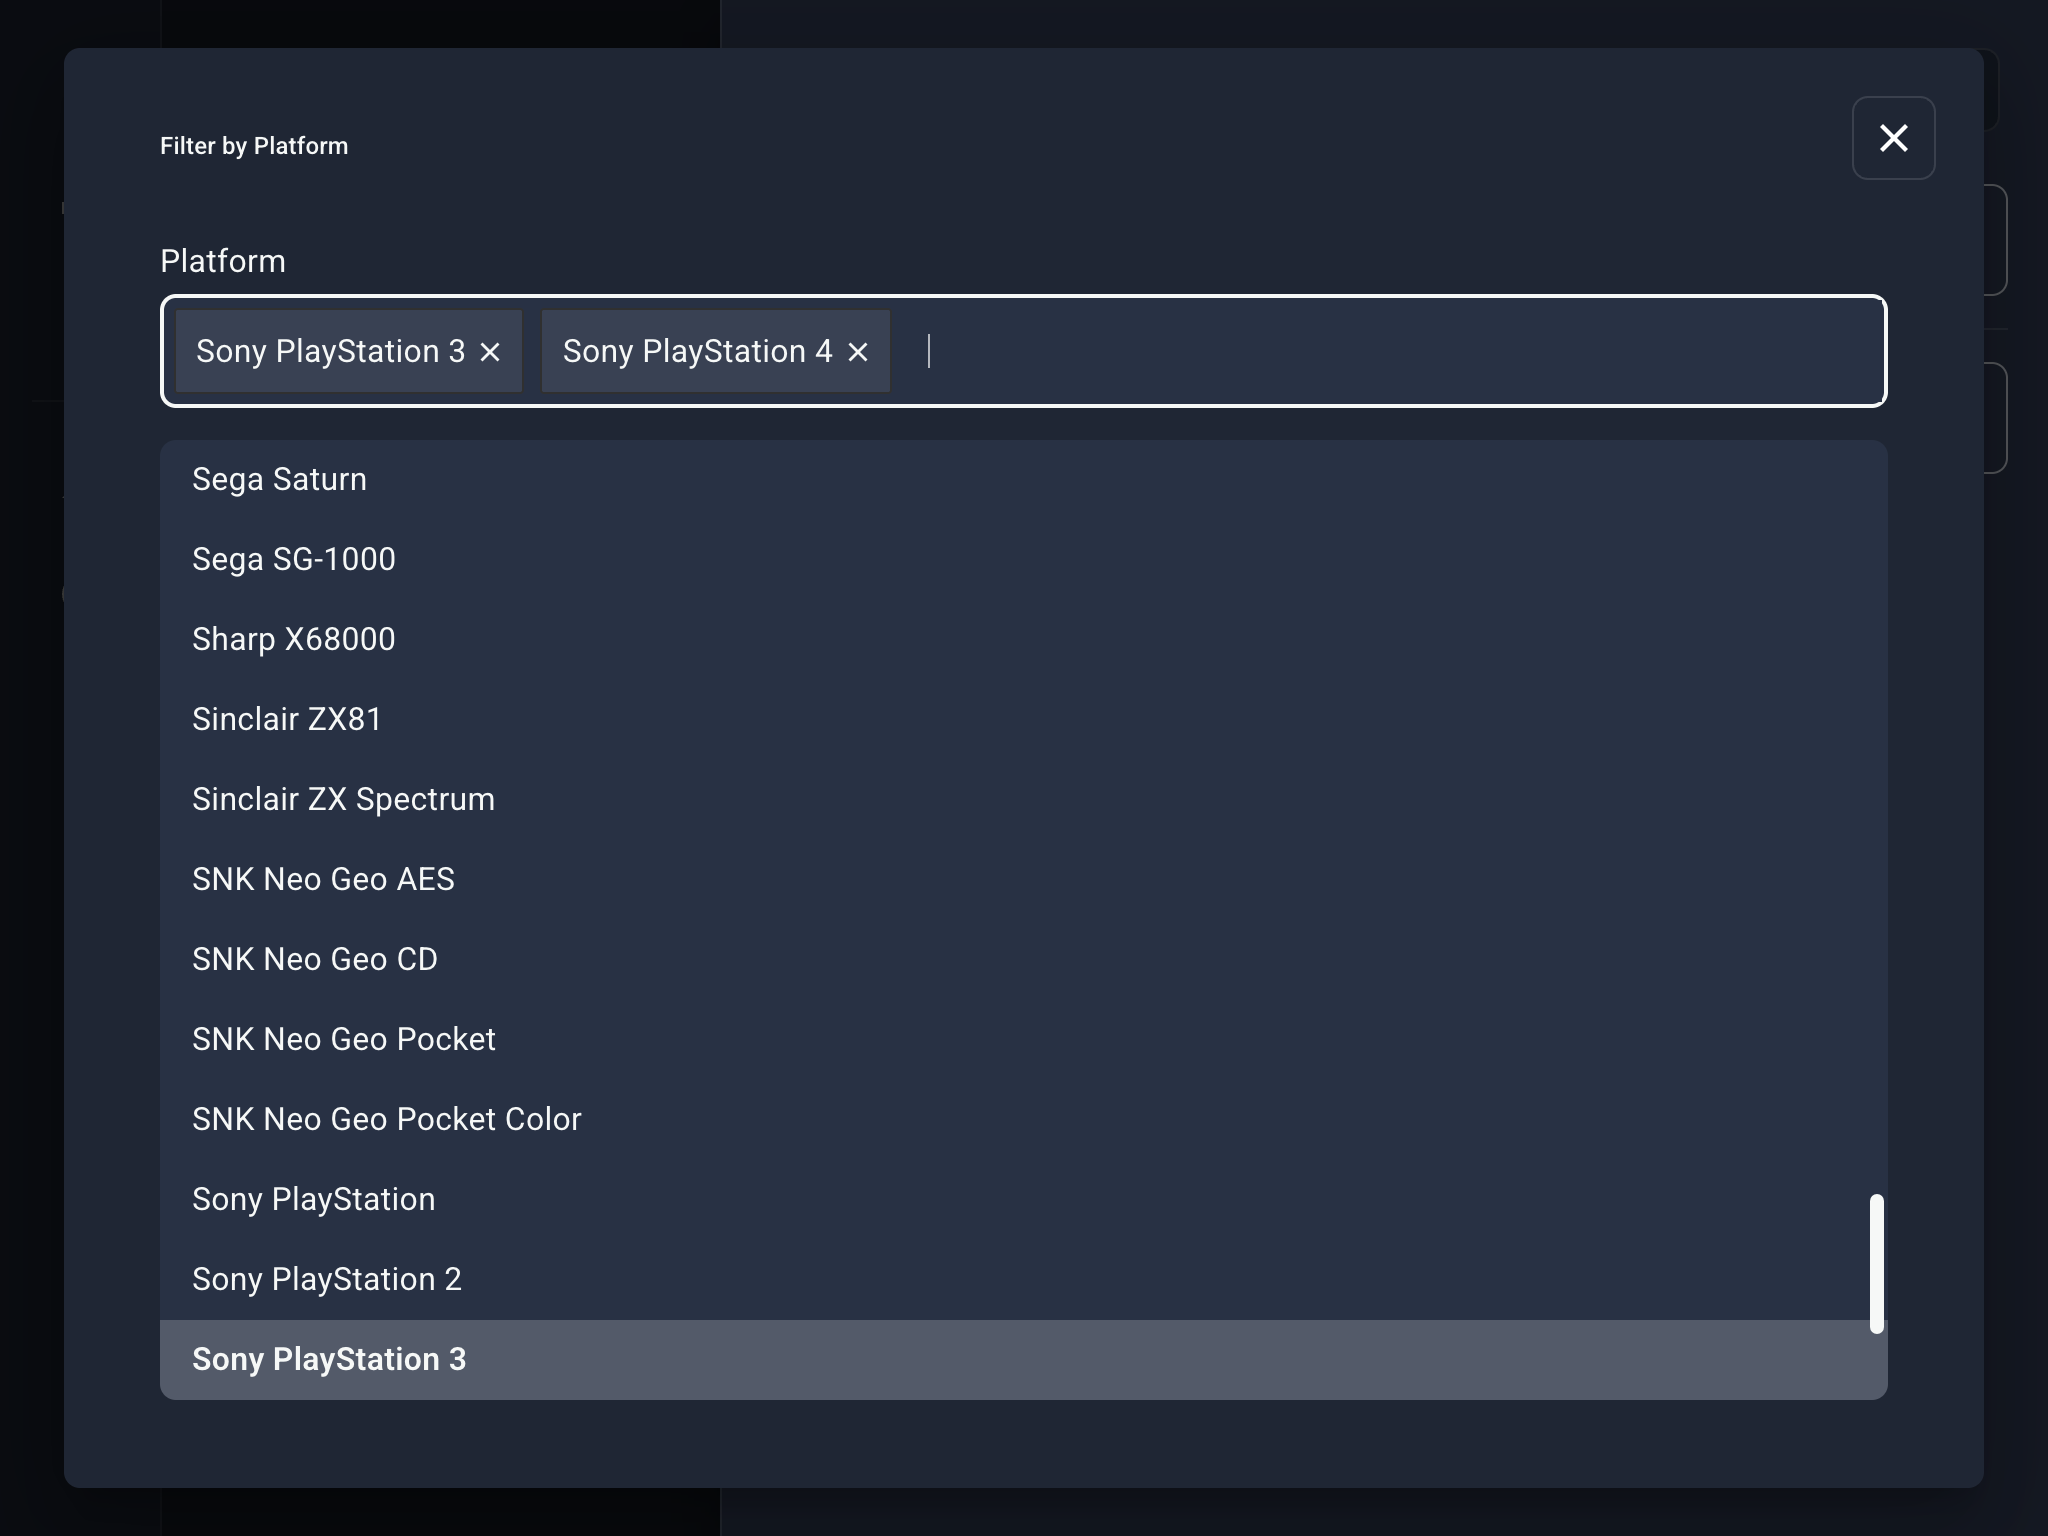 Filter by Platform
Platform
Sony PlayStation 3
Sony PlayStation 4
Sega Saturn
Sega SG-1000
Sharp X68000
Sinclair ZX81
Sinclair ZX Spectrum
SNK Neo Geo AES
SNK Neo Geo CD
SNK Neo Geo Pocket
SNK Neo Geo Pocket Color
Sony PlayStation
Sony PlayStation 2
Sony PlayStation 3